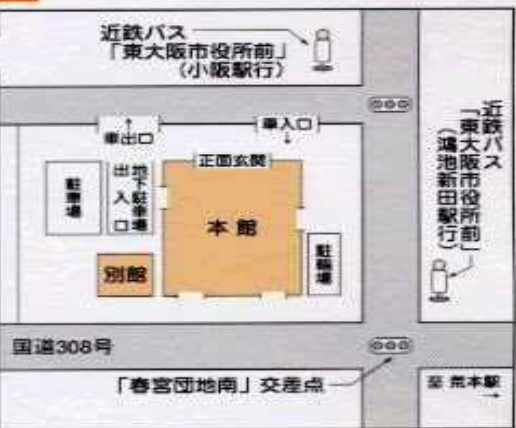 近鉄バス
「東大阪市役所前」
(小阪駅行)
近鉄バス
「東大阪市役所前」
(鴻池新田駅行)
↑
車出口
車入口
↓
正面玄関
駐車場
地下駐車場
出入口
本館
別館
駐輪場
国道308号
「春宮団地南」交差点
至 荒本駅
→